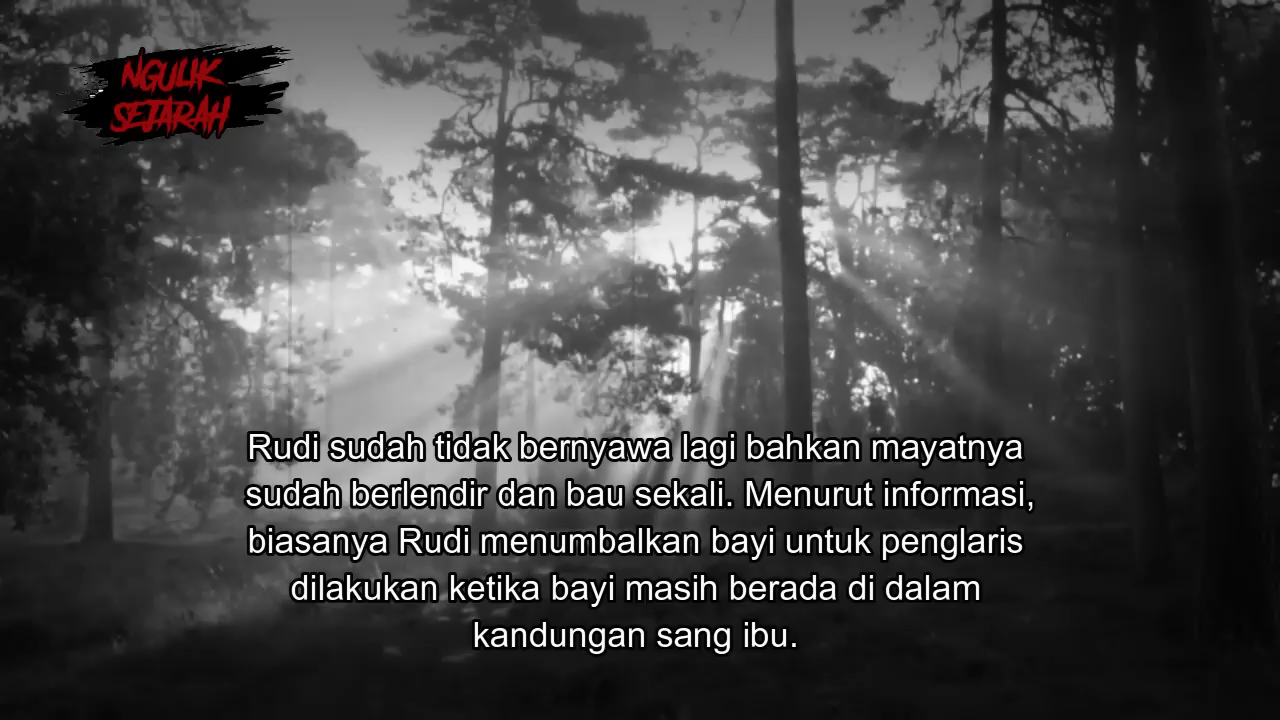 NGULIK
SEJARAH
Rudi sudah tidak bernyawa lagi bahkan mayatnya
sudah berlendir dan bau sekali. Menurut informasi,
biasanya Rudi menumbalkan bayi untuk penglaris
dilakukan ketika bayi masih berada di dalam
kandungan sang ibu.